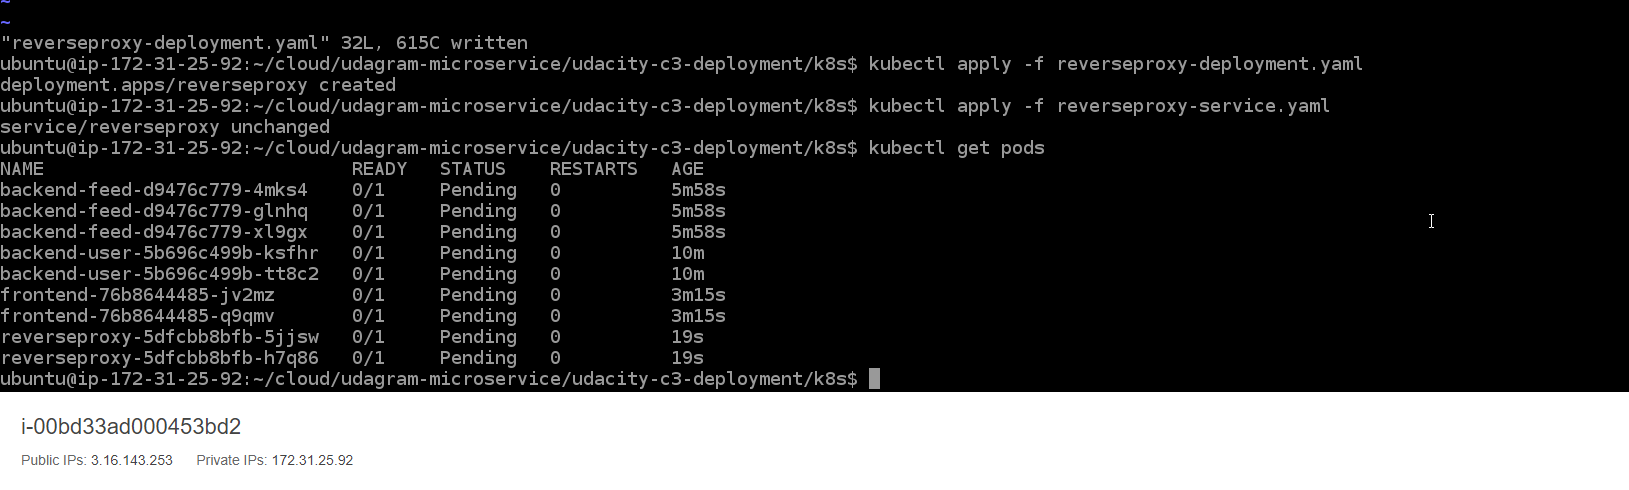 ~
~
"reverseproxy-deployment.yaml" 32L, 615C written
ubuntu@ip-172-31-25-92:~/cloud/udagram-microservice/udacity-c3-deployment/k8s$ kubectl apply -f reverseproxy-deployment.yaml
deployment.apps/reverseproxy created
ubuntu@ip-172-31-25-92:~/cloud/udagram-microservice/udacity-c3-deployment/k8s$ kubectl apply -f reverseproxy-service.yaml
service/reverseproxy unchanged
ubuntu@ip-172-31-25-92:~/cloud/udagram-microservice/udacity-c3-deployment/k8s$ kubectl get pods
NAME                            READY   STATUS    RESTARTS   AGE
backend-feed-d9476c779-4mks4    0/1     Pending   0          5m58s
backend-feed-d9476c779-glnhq    0/1     Pending   0          5m58s
backend-feed-d9476c779-xl9gx    0/1     Pending   0          5m58s
backend-user-5b696c499b-ksfhr   0/1     Pending   0          10m
backend-user-5b696c499b-tt8c2   0/1     Pending   0          10m
frontend-76b8644485-jv2mz       0/1     Pending   0          3m15s
frontend-76b8644485-q9qmv       0/1     Pending   0          3m15s
reverseproxy-5dfcbb8bfb-5jjsw   0/1     Pending   0          19s
reverseproxy-5dfcbb8bfb-h7q86   0/1     Pending   0          19s
ubuntu@ip-172-31-25-92:~/cloud/udagram-microservice/udacity-c3-deployment/k8s$
i-00bd33ad000453bd2
Public IPs: 3.16.143.253 Private IPs: 172.31.25.92